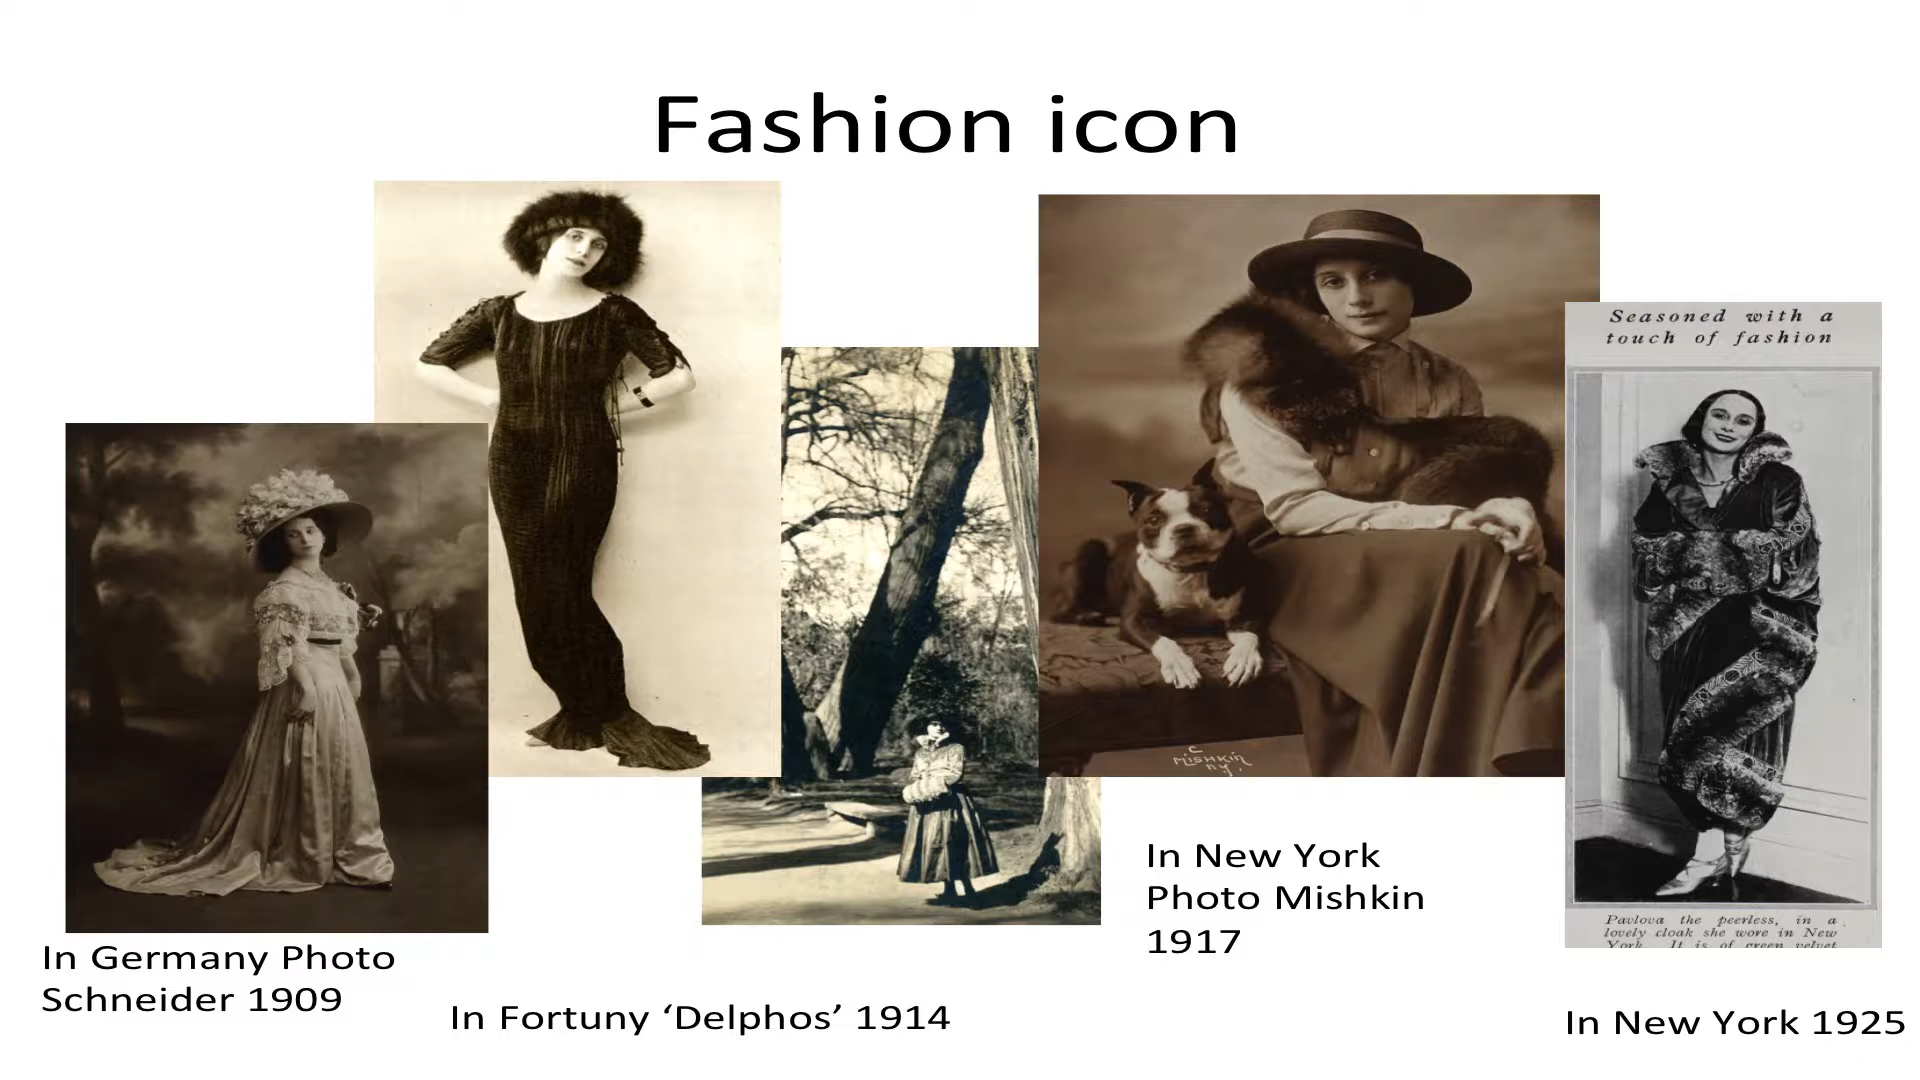 Fashion icon
Seasoned with a
touch of fashion
C
MISHKIN
N.Y.
Pavlova the peerless, in a
lovely cloak she wore in New
York. It is of green velvet
In Germany Photo
Schneider 1909
In Fortuny ‘Delphos’ 1914
In New York
Photo Mishkin
1917
In New York 1925